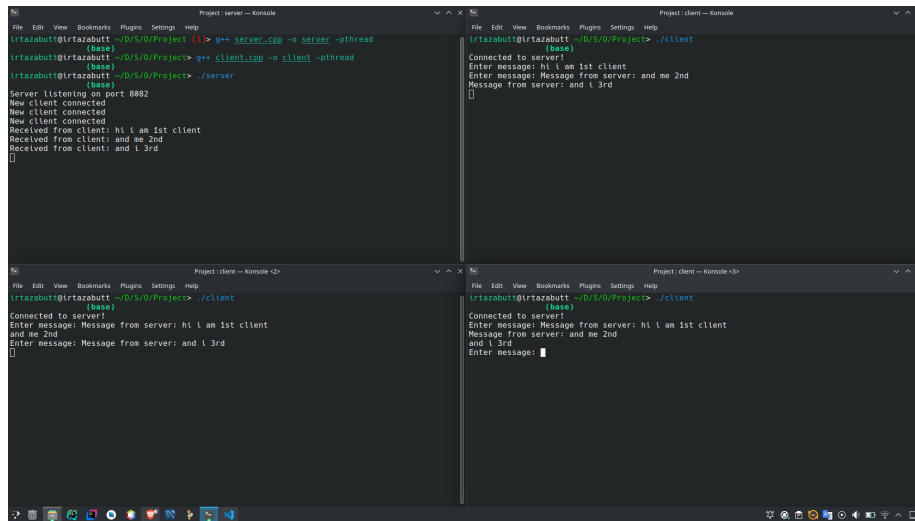 Project : server — Konsole
File Edit View Bookmarks Plugins Settings Help
irtazabutt@irtazabutt ~/D/S/O/Project [1]> g++ server.cpp -o server -pthread
(base)
irtazabutt@irtazabutt ~/D/S/O/Project> g++ client.cpp -o client -pthread
(base)
irtazabutt@irtazabutt ~/D/S/O/Project> ./server
(base)
Server listening on port 8082
New client connected
New client connected
New client connected
Received from client: hi i am 1st client
Received from client: and me 2nd
Received from client: and i 3rd
Project : client — Konsole
File Edit View Bookmarks Plugins Settings Help
irtazabutt@irtazabutt ~/D/S/O/Project> ./client
(base)
Connected to server!
Enter message: hi i am 1st client
Enter message: Message from server: and me 2nd
Message from server: and i 3rd
Project : client — Konsole <2>
File Edit View Bookmarks Plugins Settings Help
irtazabutt@irtazabutt ~/D/S/O/Project> ./client
(base)
Connected to server!
Enter message: Message from server: hi i am 1st client
and me 2nd
Enter message: Message from server: and i 3rd
Project : client — Konsole <3>
File Edit View Bookmarks Plugins Settings Help
irtazabutt@irtazabutt ~/D/S/O/Project> ./client
(base)
Connected to server!
Enter message: Message from server: hi i am 1st client
Message from server: and me 2nd
and i 3rd
Enter message: